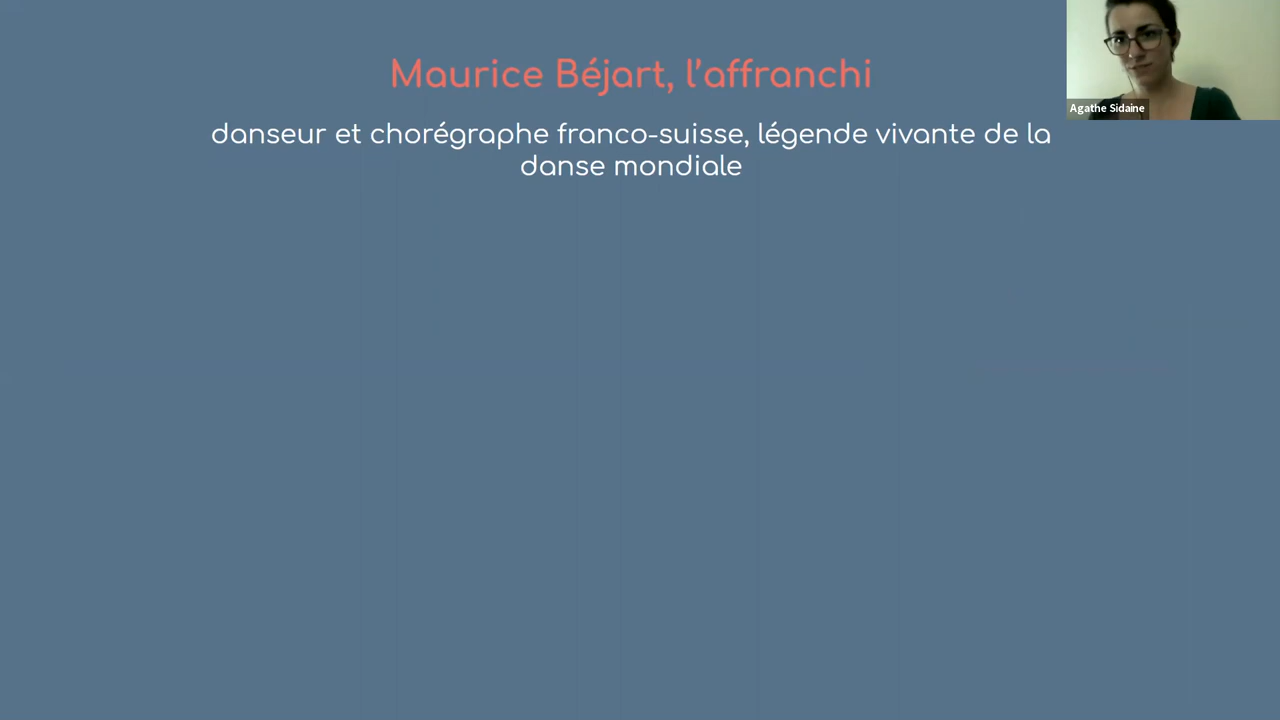 Maurice Béjart, l’affranchi
danseur et chorégraphe franco-suisse, légende vivante de la
danse mondiale
Agathe Sidaine